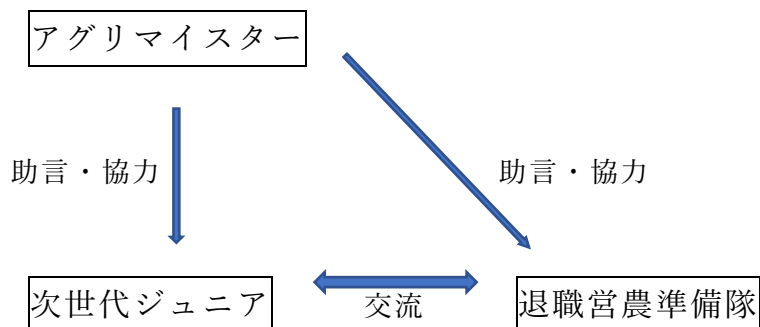 アグリマイスター
助言・協力
助言・協力
次世代ジュニア
交流
退職営農準備隊